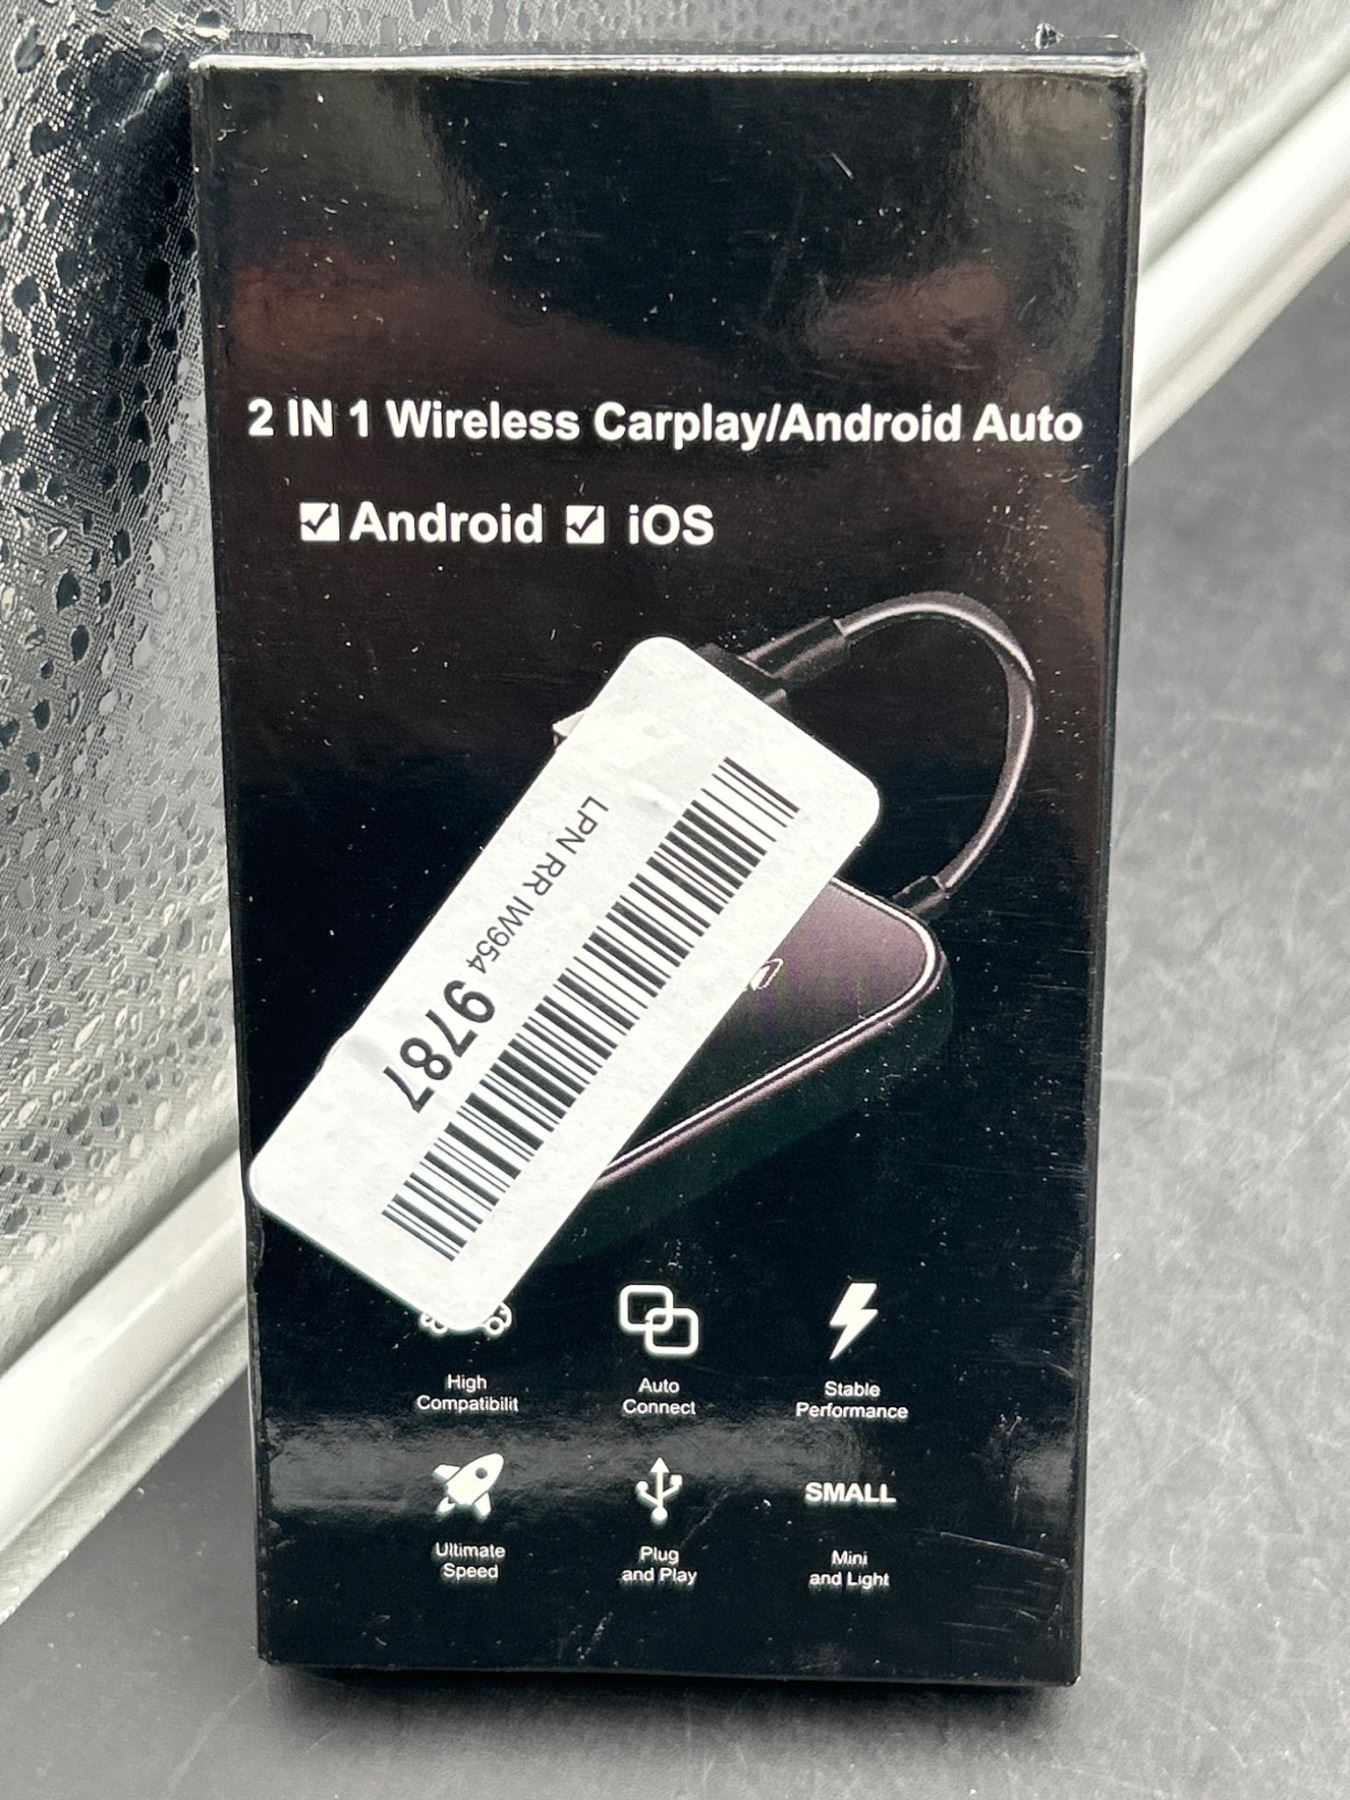 2 IN 1 Wireless Carplay/Android Auto
Android iOS
LPN RR IW954 9787
High
Compatibilit
Auto
Connect
Stable
Performance
Ultimate
Speed
Plug
and Play
SMALL
Mini
and Light